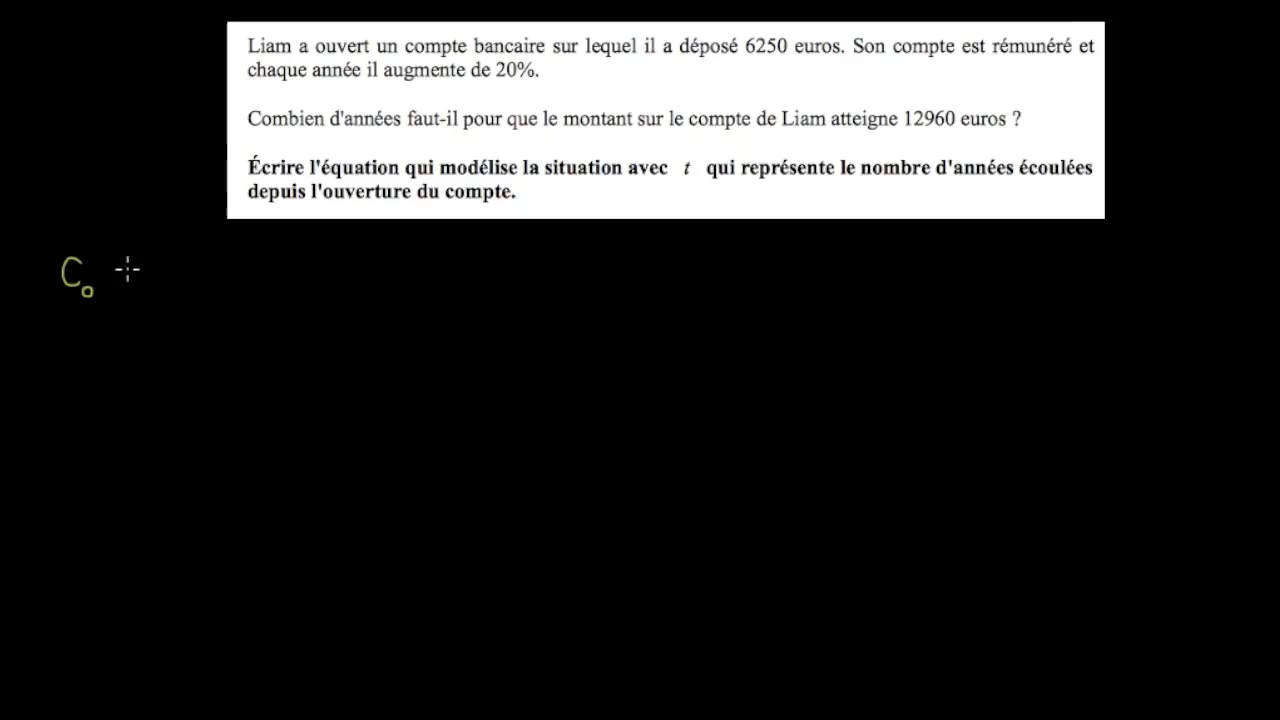 Liam a ouvert un compte bancaire sur lequel il a déposé 6250 euros. Son compte est rémunéré et
chaque année il augmente de 20%.
Combien d'années faut-il pour que le montant sur le compte de Liam atteigne 12960 euros ?
Écrire l'équation qui modélise la situation avec t qui représente le nombre d'années écoulées
depuis l'ouverture du compte.
C₀